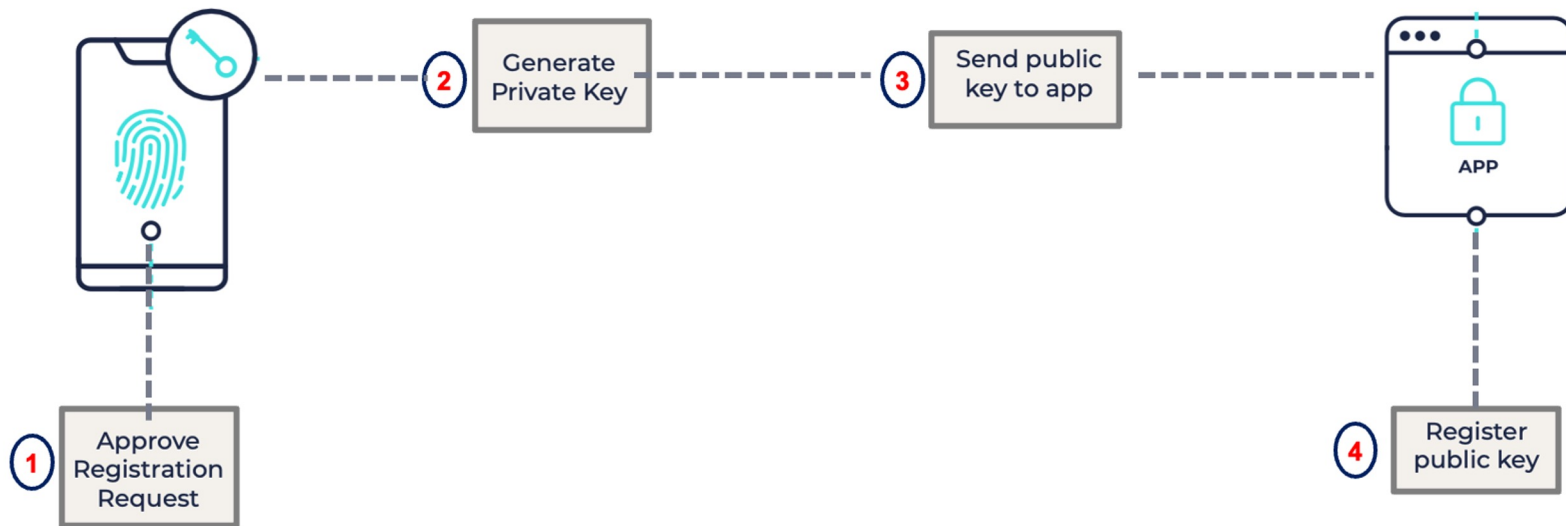 1
Approve
Registration
Request
2
Generate
Private Key
3
Send public
key to app
APP
4
Register
public key